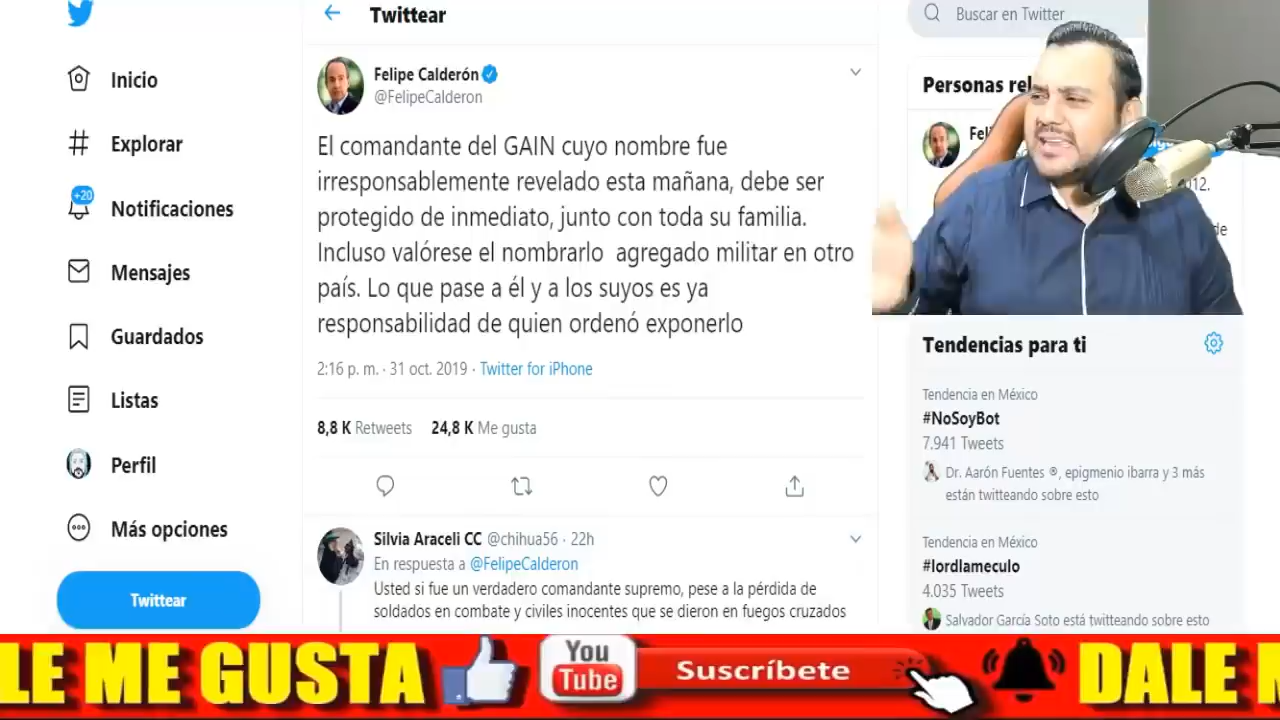 Twittear
Buscar en Twitter
Inicio
Explorar
+20
Notificaciones
Mensajes
Guardados
Perfil
Listas
Más opciones
Twittear
Felipe Calderón
@FelipeCalderon
El comandante del GAIN cuyo nombre fue
irresponsablemente revelado esta mañana, debe ser
protegido de inmediato, junto con toda su familia.
Incluso valórese el nombrarlo agregado militar en otro
país. Lo que pase a él y a los suyos es ya
responsabilidad de quien ordenó exponerlo
2:16 p. m. · 31 oct. 2019 · Twitter for iPhone
8,8 K Retweets 24,8 K Me gusta
Silvia Araceli CC @chihua56 · 22h
En respuesta a @FelipeCalderon
Usted si fue un verdadero comandante supremo, pese a la pérdida de
soldados en combate y civiles inocentes que se dieron en fuegos cruzados
Personas rel
Feli
2012.
de
Tendencias para ti
Tendencia en México
#NoSoyBot
7.941 Tweets
Dr. Aarón Fuentes ®, epigmenio ibarra y 3 más
están twitteando sobre esto
Tendencia en México
#lordlameculo
4.035 Tweets
Salvador García Soto está twitteando sobre esto
LE ME GUSTA
You
Tube
Suscríbete
DALE